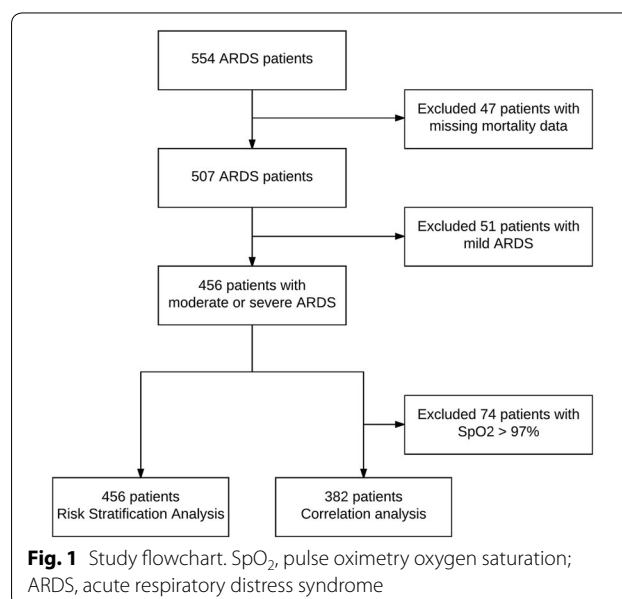 554 ARDS patients
Excluded 47 patients with
missing mortality data
507 ARDS patients
Excluded 51 patients with
mild ARDS
456 patients with
moderate or severe ARDS
Excluded 74 patients with
SpO2 > 97%
456 patients
Risk Stratification Analysis
382 patients
Correlation analysis
Fig. 1 Study flowchart. SpO₂, pulse oximetry oxygen saturation;
ARDS, acute respiratory distress syndrome